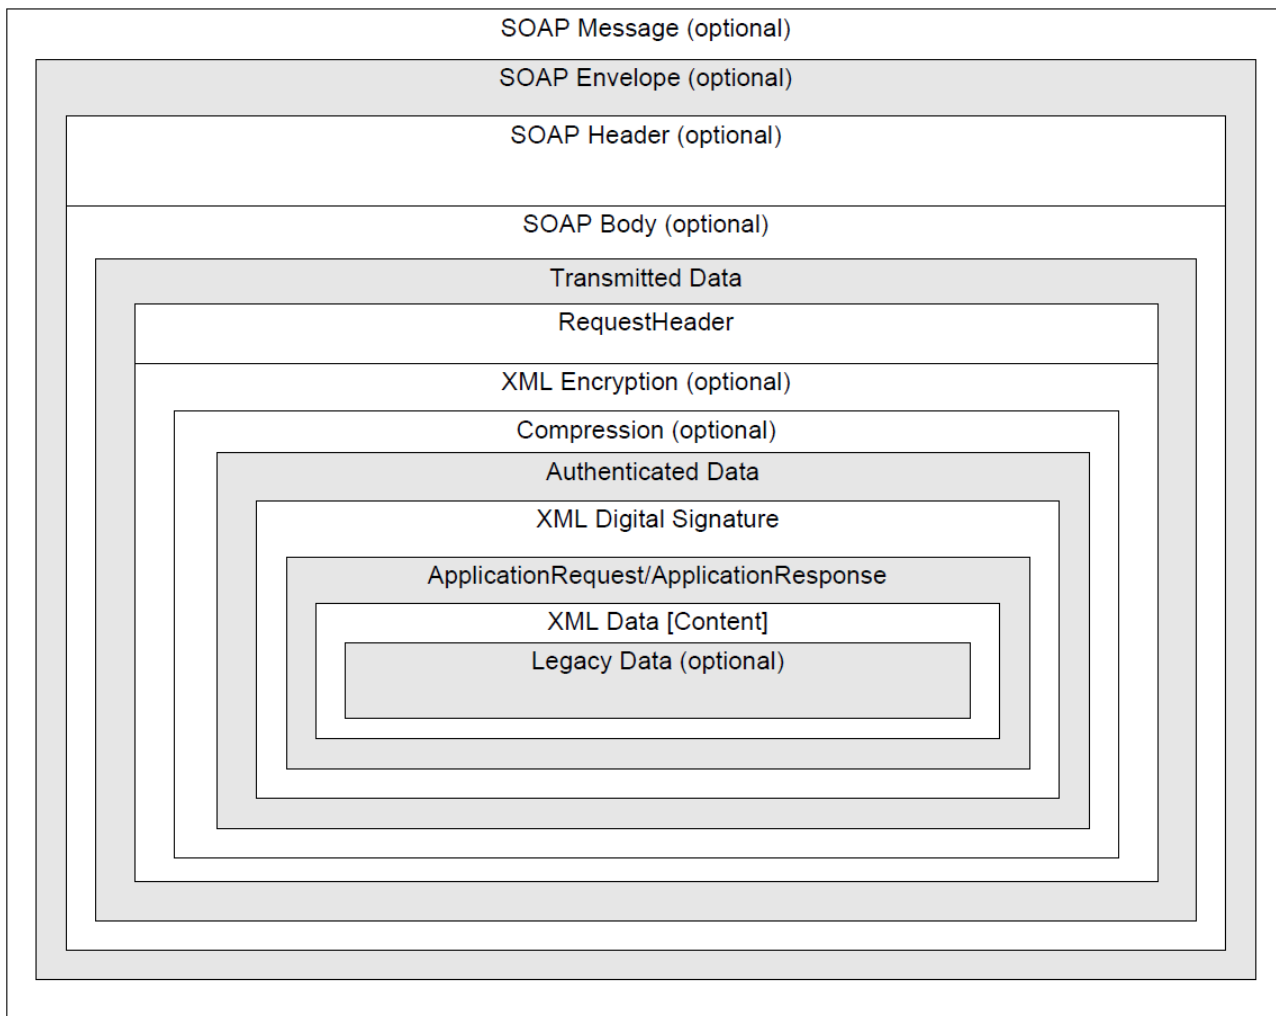 SOAP Message (optional)
SOAP Envelope (optional)
SOAP Header (optional)
SOAP Body (optional)
Transmitted Data
RequestHeader
XML Encryption (optional)
Compression (optional)
Authenticated Data
XML Digital Signature
ApplicationRequest/ApplicationResponse
XML Data [Content]
Legacy Data (optional)